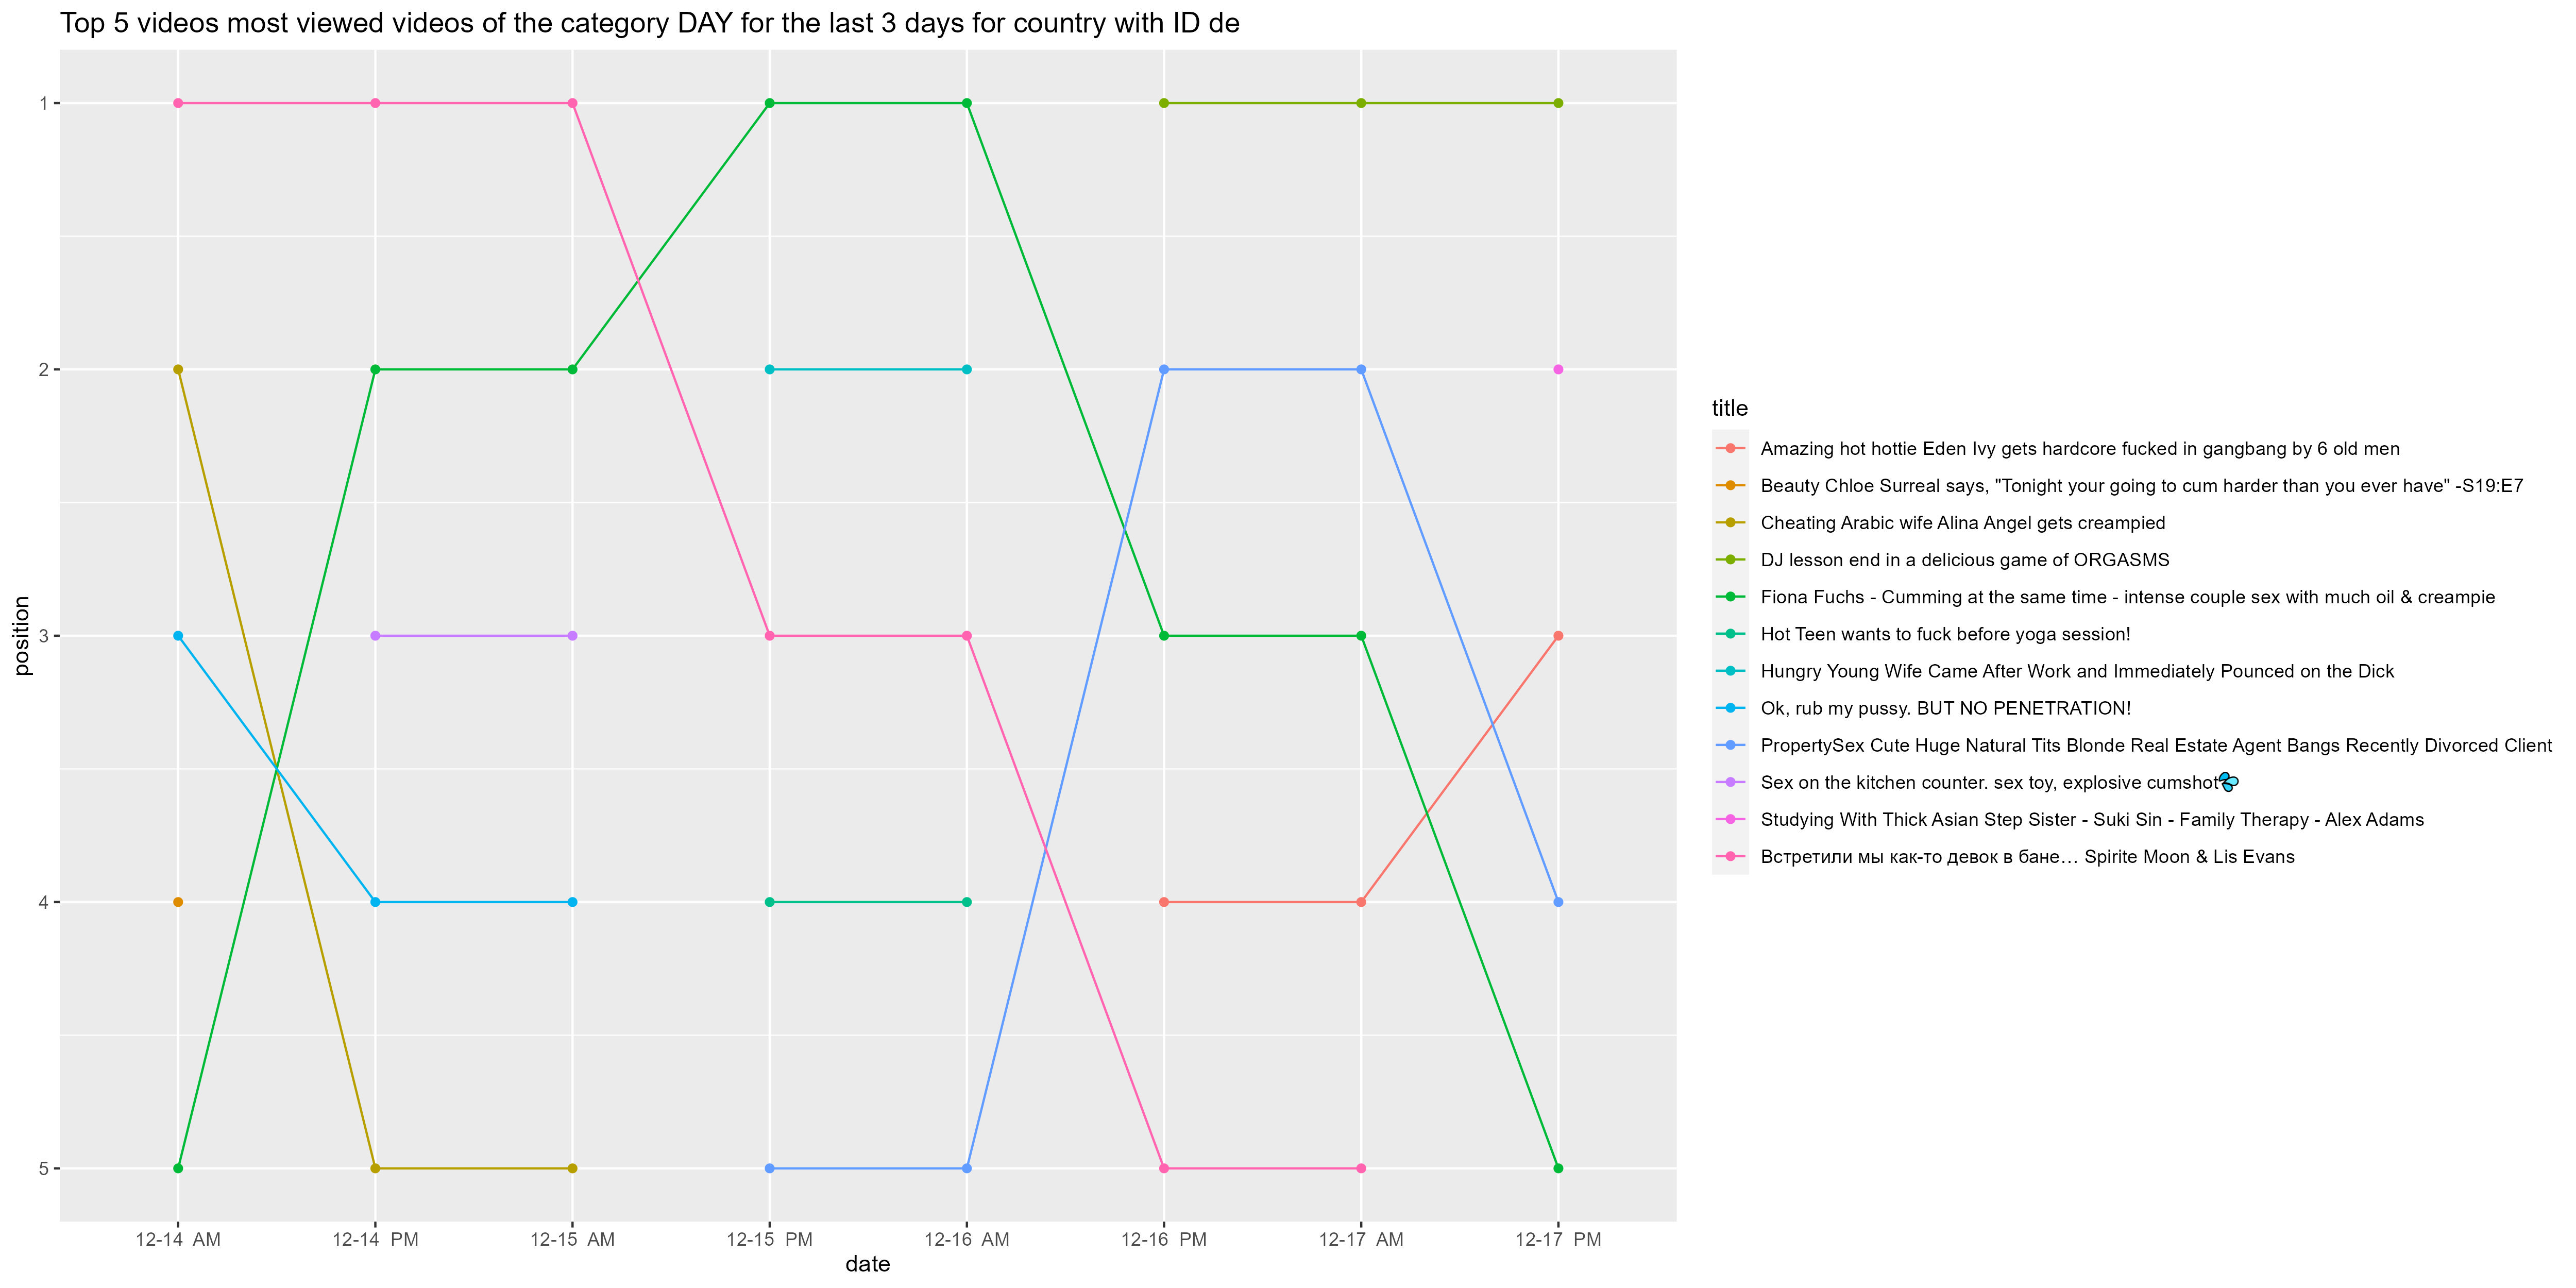 Top 5 videos most viewed videos of the category DAY for the last 3 days for country with ID de
position
1
2
3
4
5
12-14 AM
12-14 PM
12-15 AM
12-15 PM
12-16 AM
12-16 PM
12-17 AM
12-17 PM
date
title
Amazing hot hottie Eden Ivy gets hardcore fucked in gangbang by 6 old men
Beauty Chloe Surreal says, "Tonight your going to cum harder than you ever have" -S19:E7
Cheating Arabic wife Alina Angel gets creampied
DJ lesson end in a delicious game of ORGASMS
Fiona Fuchs - Cumming at the same time - intense couple sex with much oil & creampie
Hot Teen wants to fuck before yoga session!
Hungry Young Wife Came After Work and Immediately Pounced on the Dick
Ok, rub my pussy. BUT NO PENETRATION!
PropertySex Cute Huge Natural Tits Blonde Real Estate Agent Bangs Recently Divorced Client
Sex on the kitchen counter. sex toy, explosive cumshot💦
Studying With Thick Asian Step Sister - Suki Sin - Family Therapy - Alex Adams
Встретили мы как-то девок в бане… Spirite Moon & Lis Evans